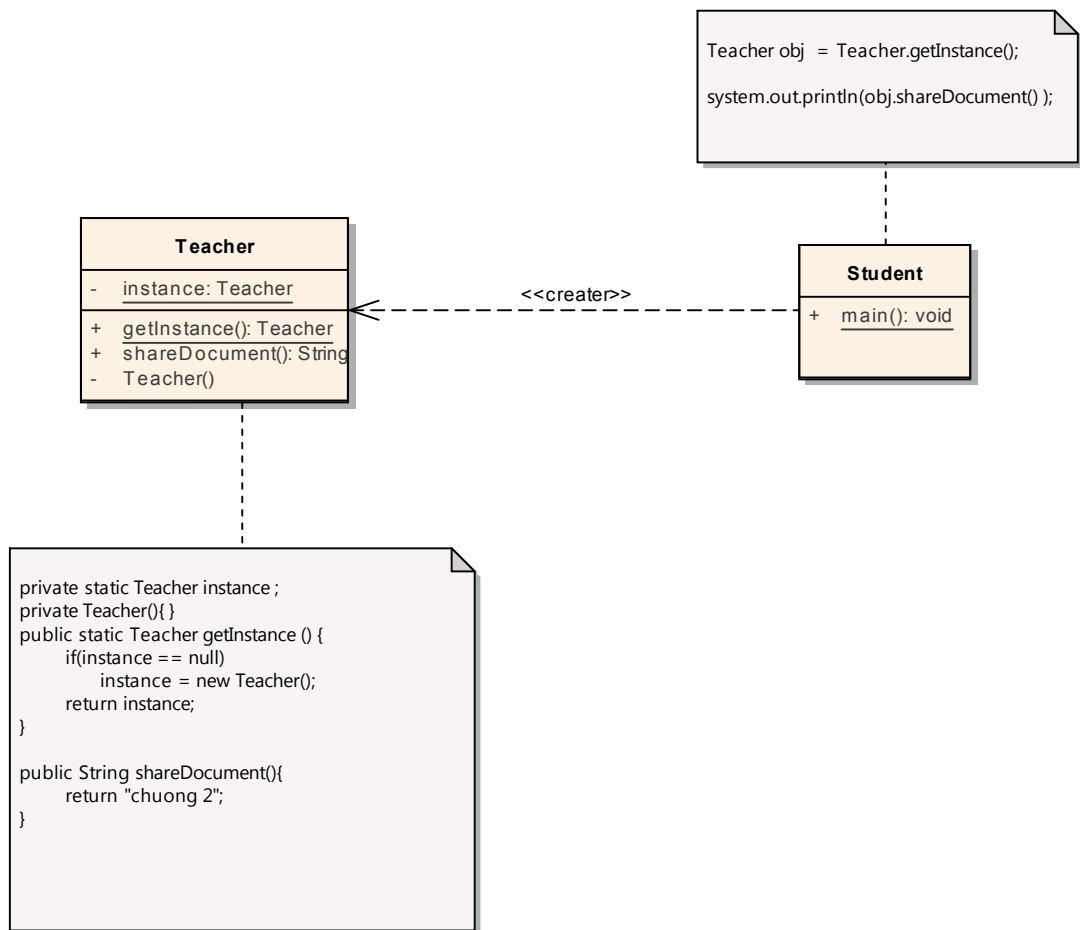 Teacher obj = Teacher.getInstance();
system.out.println(obj.shareDocument() );
Teacher
- instance: Teacher
+ getInstance(): Teacher
+ shareDocument(): String
- Teacher()
<<creater>>
Student
+ main(): void
private static Teacher instance ;
private Teacher(){ }
public static Teacher getInstance () {
if(instance == null)
instance = new Teacher();
return instance;
}
public String shareDocument(){
return "chuong 2";
}